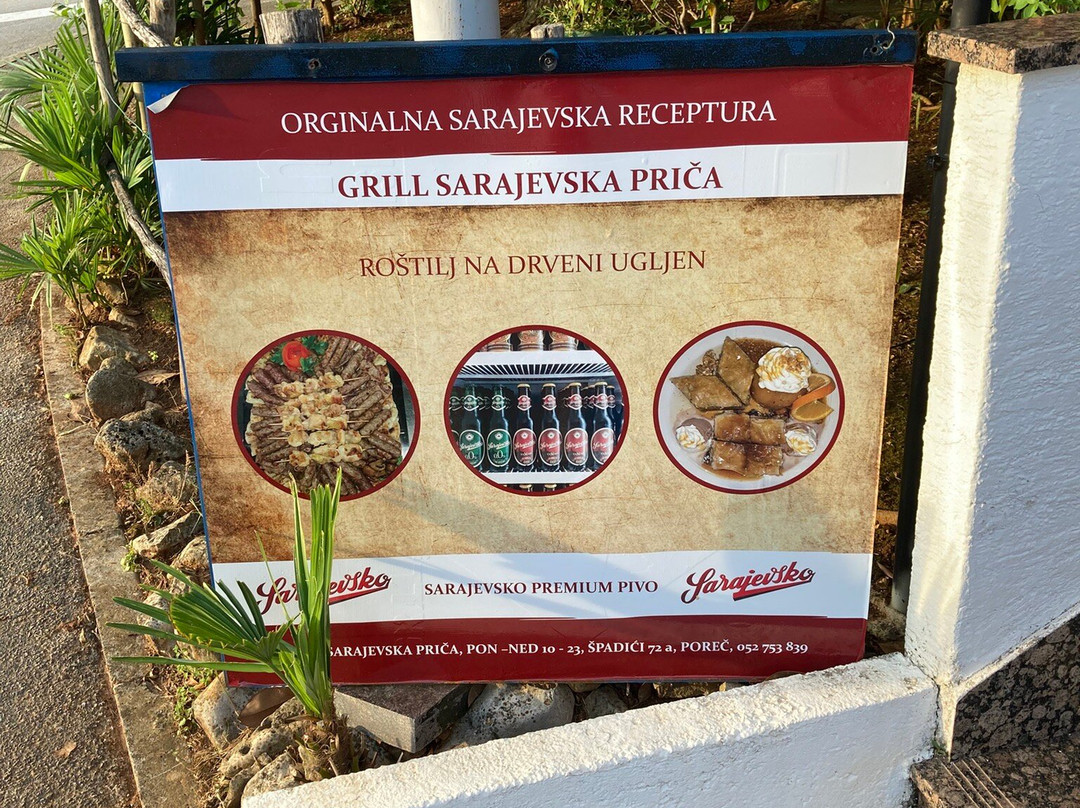 ORGINALNA SARAJEVSKA RECEPTURA
GRILL SARAJEVSKA PRIČA
ROŠTILJ NA DRVENI UGLJEN
Sarajevsko SARAJEVSKO PREMIUM PIVO Sarajevsko
SARAJEVSKA PRIČA, PON –NED 10 - 23, ŠPADIĆI 72 a, POREČ, 052 753 839